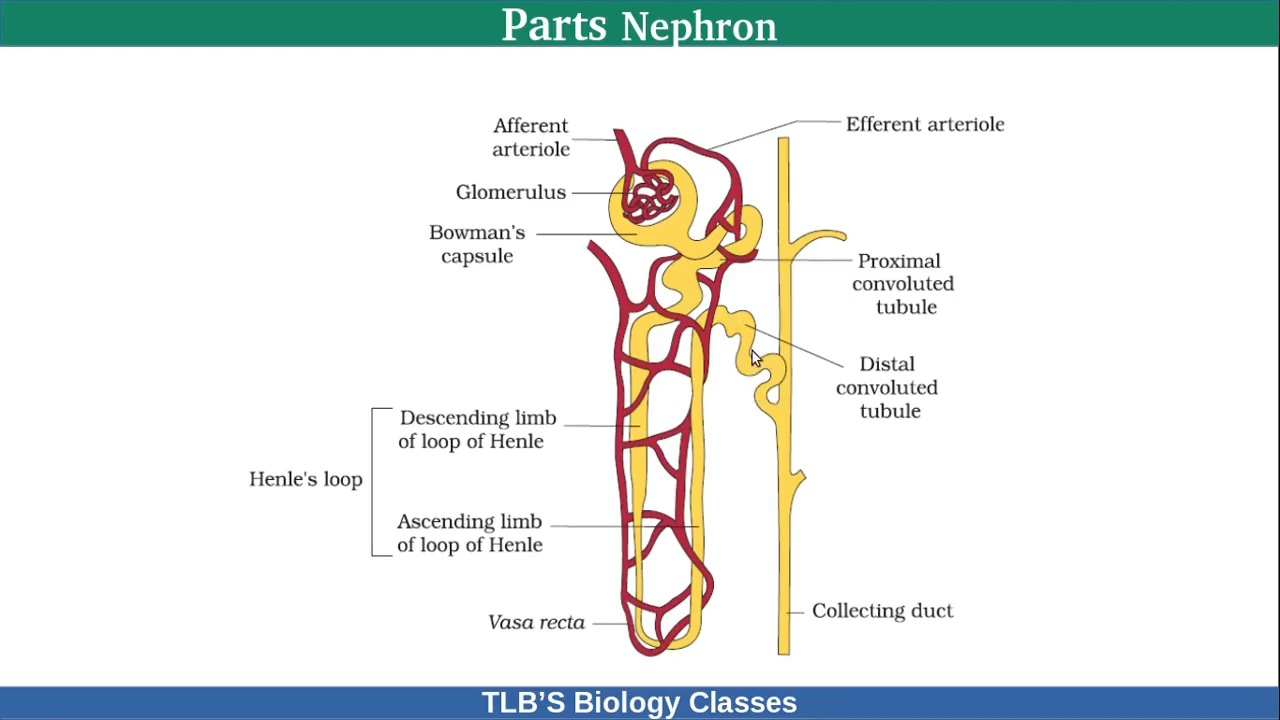 Parts Nephron
Afferent
arteriole
Efferent arteriole
Glomerulus
Bowman's
capsule
Proximal
convoluted
tubule
Distal
convoluted
tubule
Descending limb
of loop of Henle
Henle's loop
Ascending limb
of loop of Henle
Vasa recta
Collecting duct
TLB'S Biology Classes